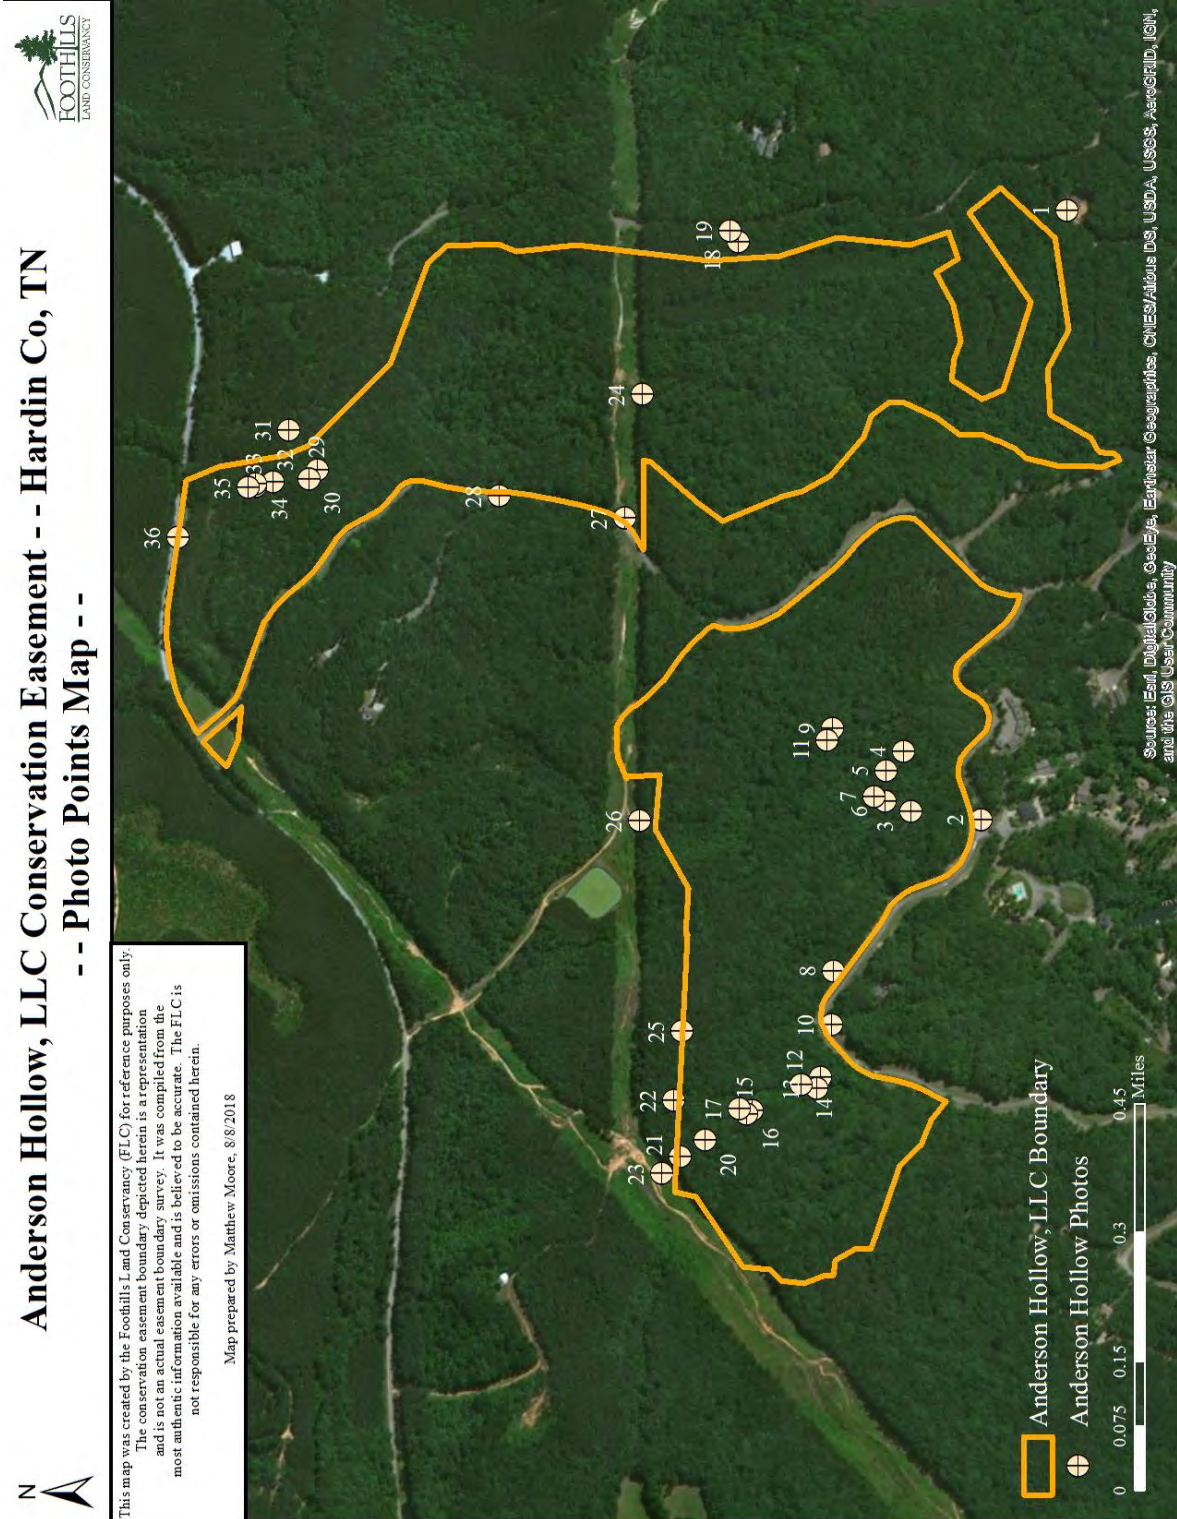 Anderson Hollow, LLC Conservation Easement - - Hardin Co, TN
- - Photo Points Map - -
FOOTHILLS
LAND CONSERVANCY
N
This map was created by the Foothills Land Conservancy (FLC) for reference purposes only.
The conservation easement boundary depicted herein is a representation
and is not an actual easement boundary survey. It was compiled from the
most authentic information available and is believed to be accurate. The FLC is
not responsible for any errors or omissions contained herein.
Map prepared by Matthew Moore, 8/8/2018
36
35
33
31
34
32
30
29
28
27
24
26
18
19
23
21
22
25
20
17
15
16
13
12
14
10
8
11
9
7
5
4
6
3
2
1
Anderson Hollow, LLC Boundary
Anderson Hollow Photos
0 0.075 0.15 0.3 0.45
Miles
Source: Esri, DigitalGlobe, GeoEye, Earthstar Geographics, CNES/Airbus DS, USDA, USGS, AeroGRID, IGN,
and the GIS User Community